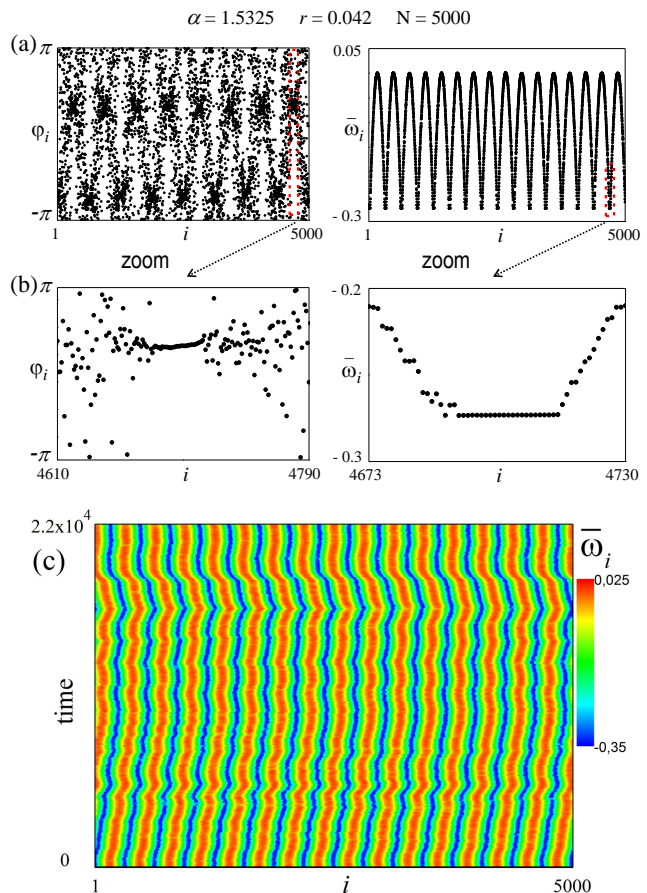 α = 1.5325 r = 0.042 N = 5000
(a)
π
φi
-π
1 i 5000
0.05
ω̅i
- 0.3
1 i 5000
zoom
zoom
(b)
π
φi
-π
4610 i 4790
- 0.2
ω̅i
- 0.3
4673 i 4730
(c)
2.2x10⁴
time
0
1 i 5000
ω̅i
0,025
-0,35